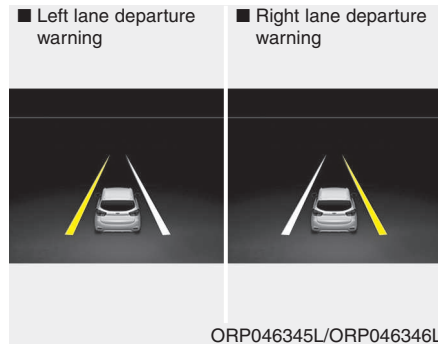 ■ Left lane departure
warning
■ Right lane departure
warning
ORP046345L/ORP046346L